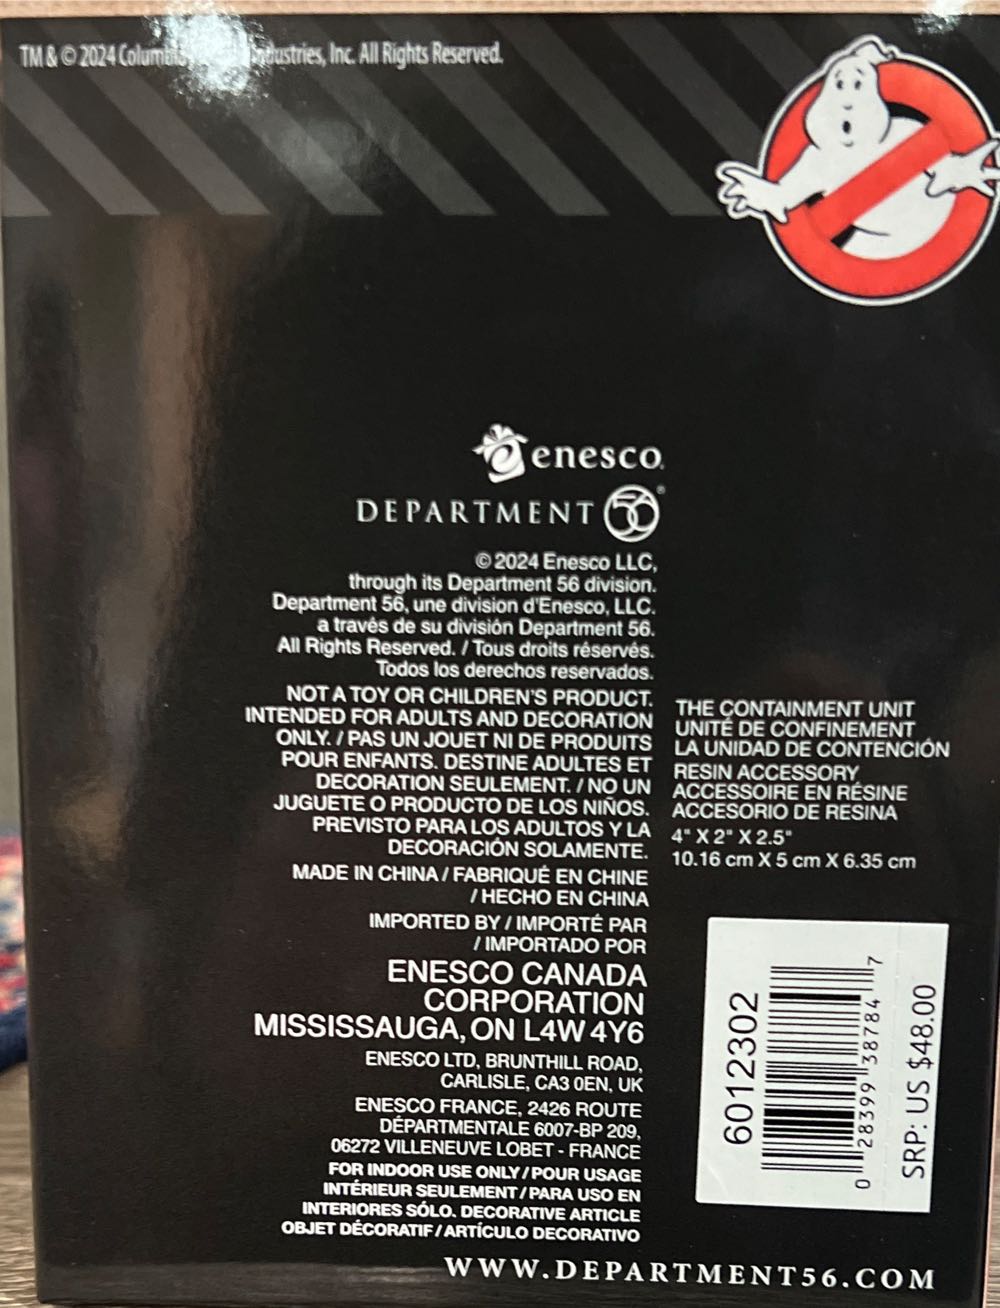 TM & © 2024 Columbia Industries, Inc. All Rights Reserved.
enesco.
DEPARTMENT 56®
© 2024 Enesco LLC,
through its Department 56 division.
Department 56, une division d'Enesco, LLC.
a través de su división Department 56.
All Rights Reserved. / Tous droits réservés.
Todos los derechos reservados.
NOT A TOY OR CHILDREN'S PRODUCT.
INTENDED FOR ADULTS AND DECORATION
ONLY. / PAS UN JOUET NI DE PRODUITS
POUR ENFANTS. DESTINE ADULTES ET
DECORATION SEULEMENT. / NO UN
JUGUETE O PRODUCTO DE LOS NIÑOS.
PREVISTO PARA LOS ADULTOS Y LA
DECORACIÓN SOLAMENTE.
MADE IN CHINA / FABRIQUÉ EN CHINE
/ HECHO EN CHINA
IMPORTED BY / IMPORTÉ PAR
/ IMPORTADO POR
ENESCO CANADA
CORPORATION
MISSISSAUGA, ON L4W 4Y6
ENESCO LTD, BRUNTHILL ROAD,
CARLISLE, CA3 0EN, UK
ENESCO FRANCE, 2426 ROUTE
DÉPARTMENTALE 6007-BP 209,
06272 VILLENEUVE LOBET - FRANCE
FOR INDOOR USE ONLY / POUR USAGE
INTÉRIEUR SEULEMENT / PARA USO EN
INTERIORES SÓLO. DECORATIVE ARTICLE
OBJET DÉCORATIF / ARTÍCULO DECORATIVO
THE CONTAINMENT UNIT
UNITÉ DE CONFINEMENT
LA UNIDAD DE CONTENCIÓN
RESIN ACCESSORY
ACCESSOIRE EN RÉSINE
ACCESORIO DE RESINA
4" X 2" X 2.5"
10.16 cm X 5 cm X 6.35 cm
6012302
0 28399 38784 7
SRP: US $48.00
WWW.DEPARTMENT56.COM